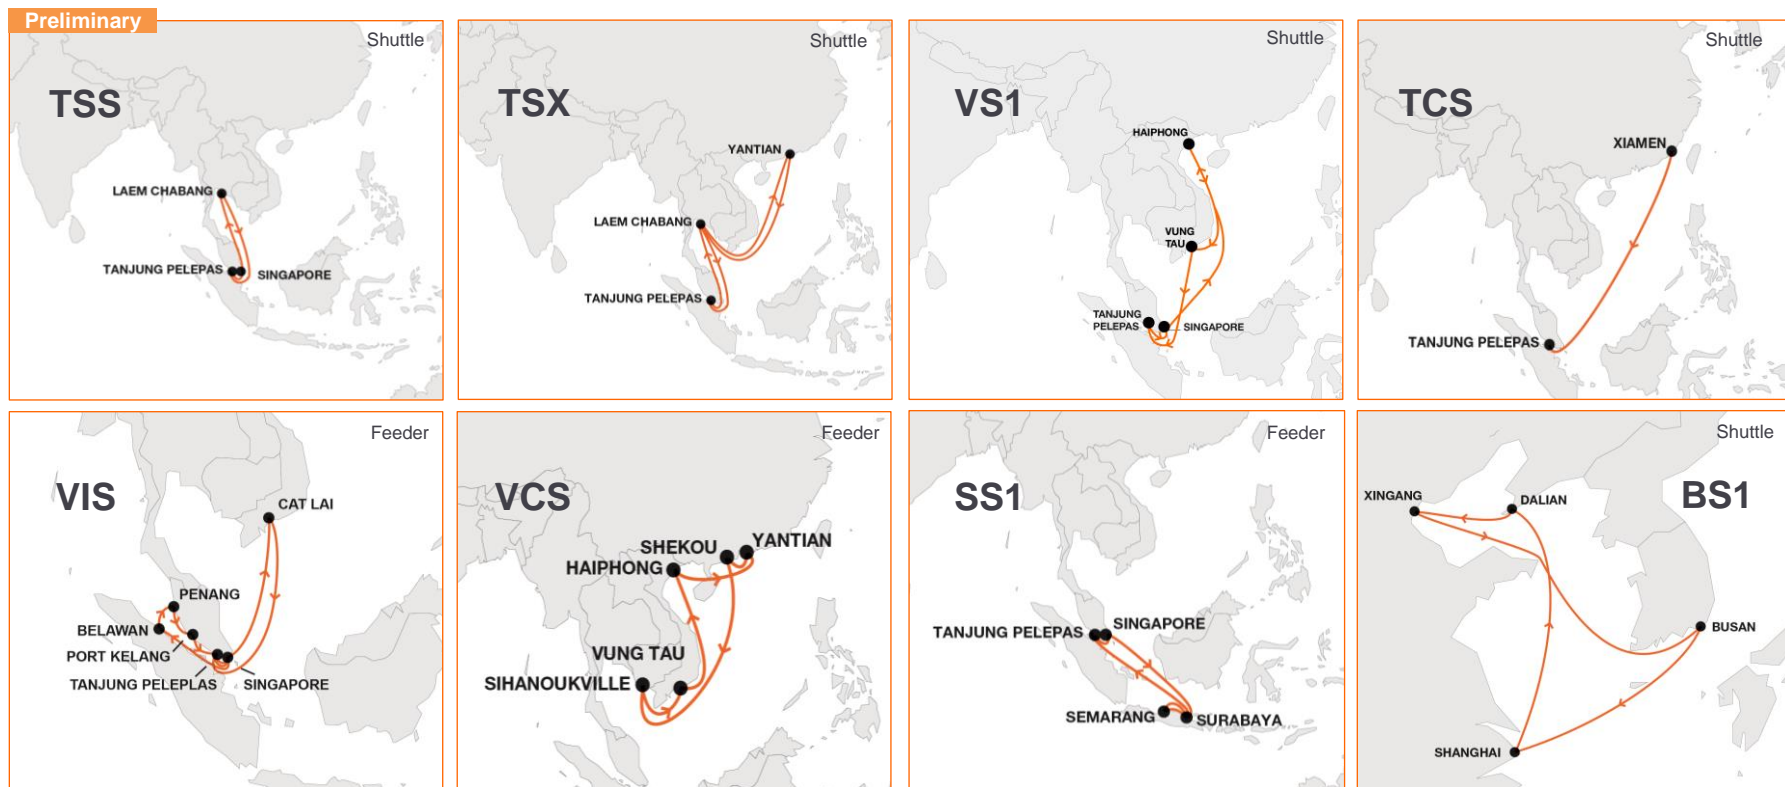 Preliminary
Shuttle
TSS
LAEM CHABANG
TANJUNG PELEPAS
SINGAPORE
Shuttle
TSX
YANTIAN
LAEM CHABANG
TANJUNG PELEPAS
Shuttle
VS1
HAIPHONG
VUNG
TAU
TANJUNG
PELEPAS
SINGAPORE
Shuttle
TCS
XIAMEN
TANJUNG PELEPAS
Feeder
VIS
CAT LAI
PENANG
BELAWAN
PORT KELANG
TANJUNG PELEPLAS
SINGAPORE
Feeder
VCS
YANTIAN
SHEKOU
HAIPHONG
VUNG TAU
SIHANOUKVILLE
Feeder
SS1
SINGAPORE
TANJUNG PELEPAS
SEMARANG
SURABAYA
Shuttle
BS1
XINGANG
DALIAN
BUSAN
SHANGHAI